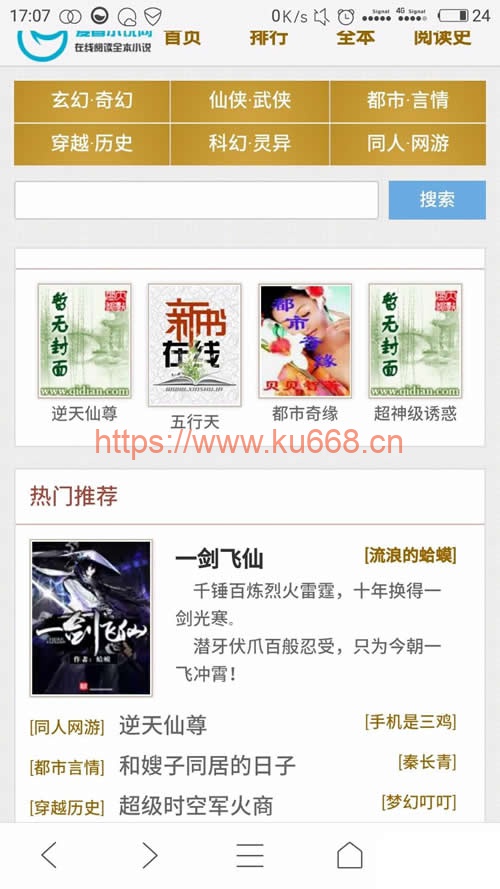 17:07 0K/s Signal 4G Signal 24
小说网 首页 排行 全本 阅读史
在线阅读全本小说
玄幻·奇幻 仙侠·武侠 都市·言情
穿越·历史 科幻·灵异 同人·网游
搜索
暂无封面 www.qidian.com
新书在线 WWW.XINSHU.IN
都市奇缘
暂无封面 www.qidian.com
逆天仙尊 五行天 都市奇缘 超神级诱惑
https://www.ku668.cn
热门推荐
一剑飞仙
作者:蛤蟆
一剑飞仙 [流浪的蛤蟆]
千锤百炼烈火雷霆，十年换得一
剑光寒。
潜牙伏爪百般忍受，只为今朝一
飞冲霄！
[同人网游] 逆天仙尊 [手机是三鸡]
[都市言情] 和嫂子同居的日子 [秦长青]
[穿越历史] 超级时空军火商 [梦幻叮叮]